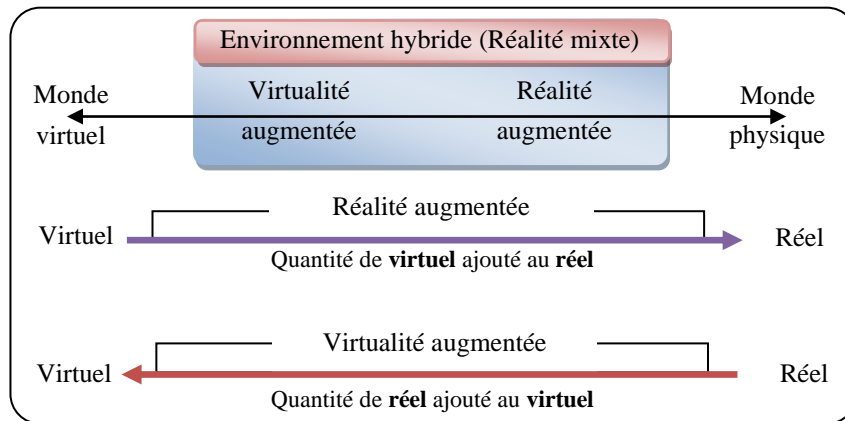 Environnement hybride (Réalité mixte)
Monde
virtuel
Virtualité
augmentée
Réalité
augmentée
Monde
physique
Réalité augmentée
Virtuel
Réel
Quantité de virtuel ajouté au réel
Virtualité augmentée
Virtuel
Réel
Quantité de réel ajouté au virtuel